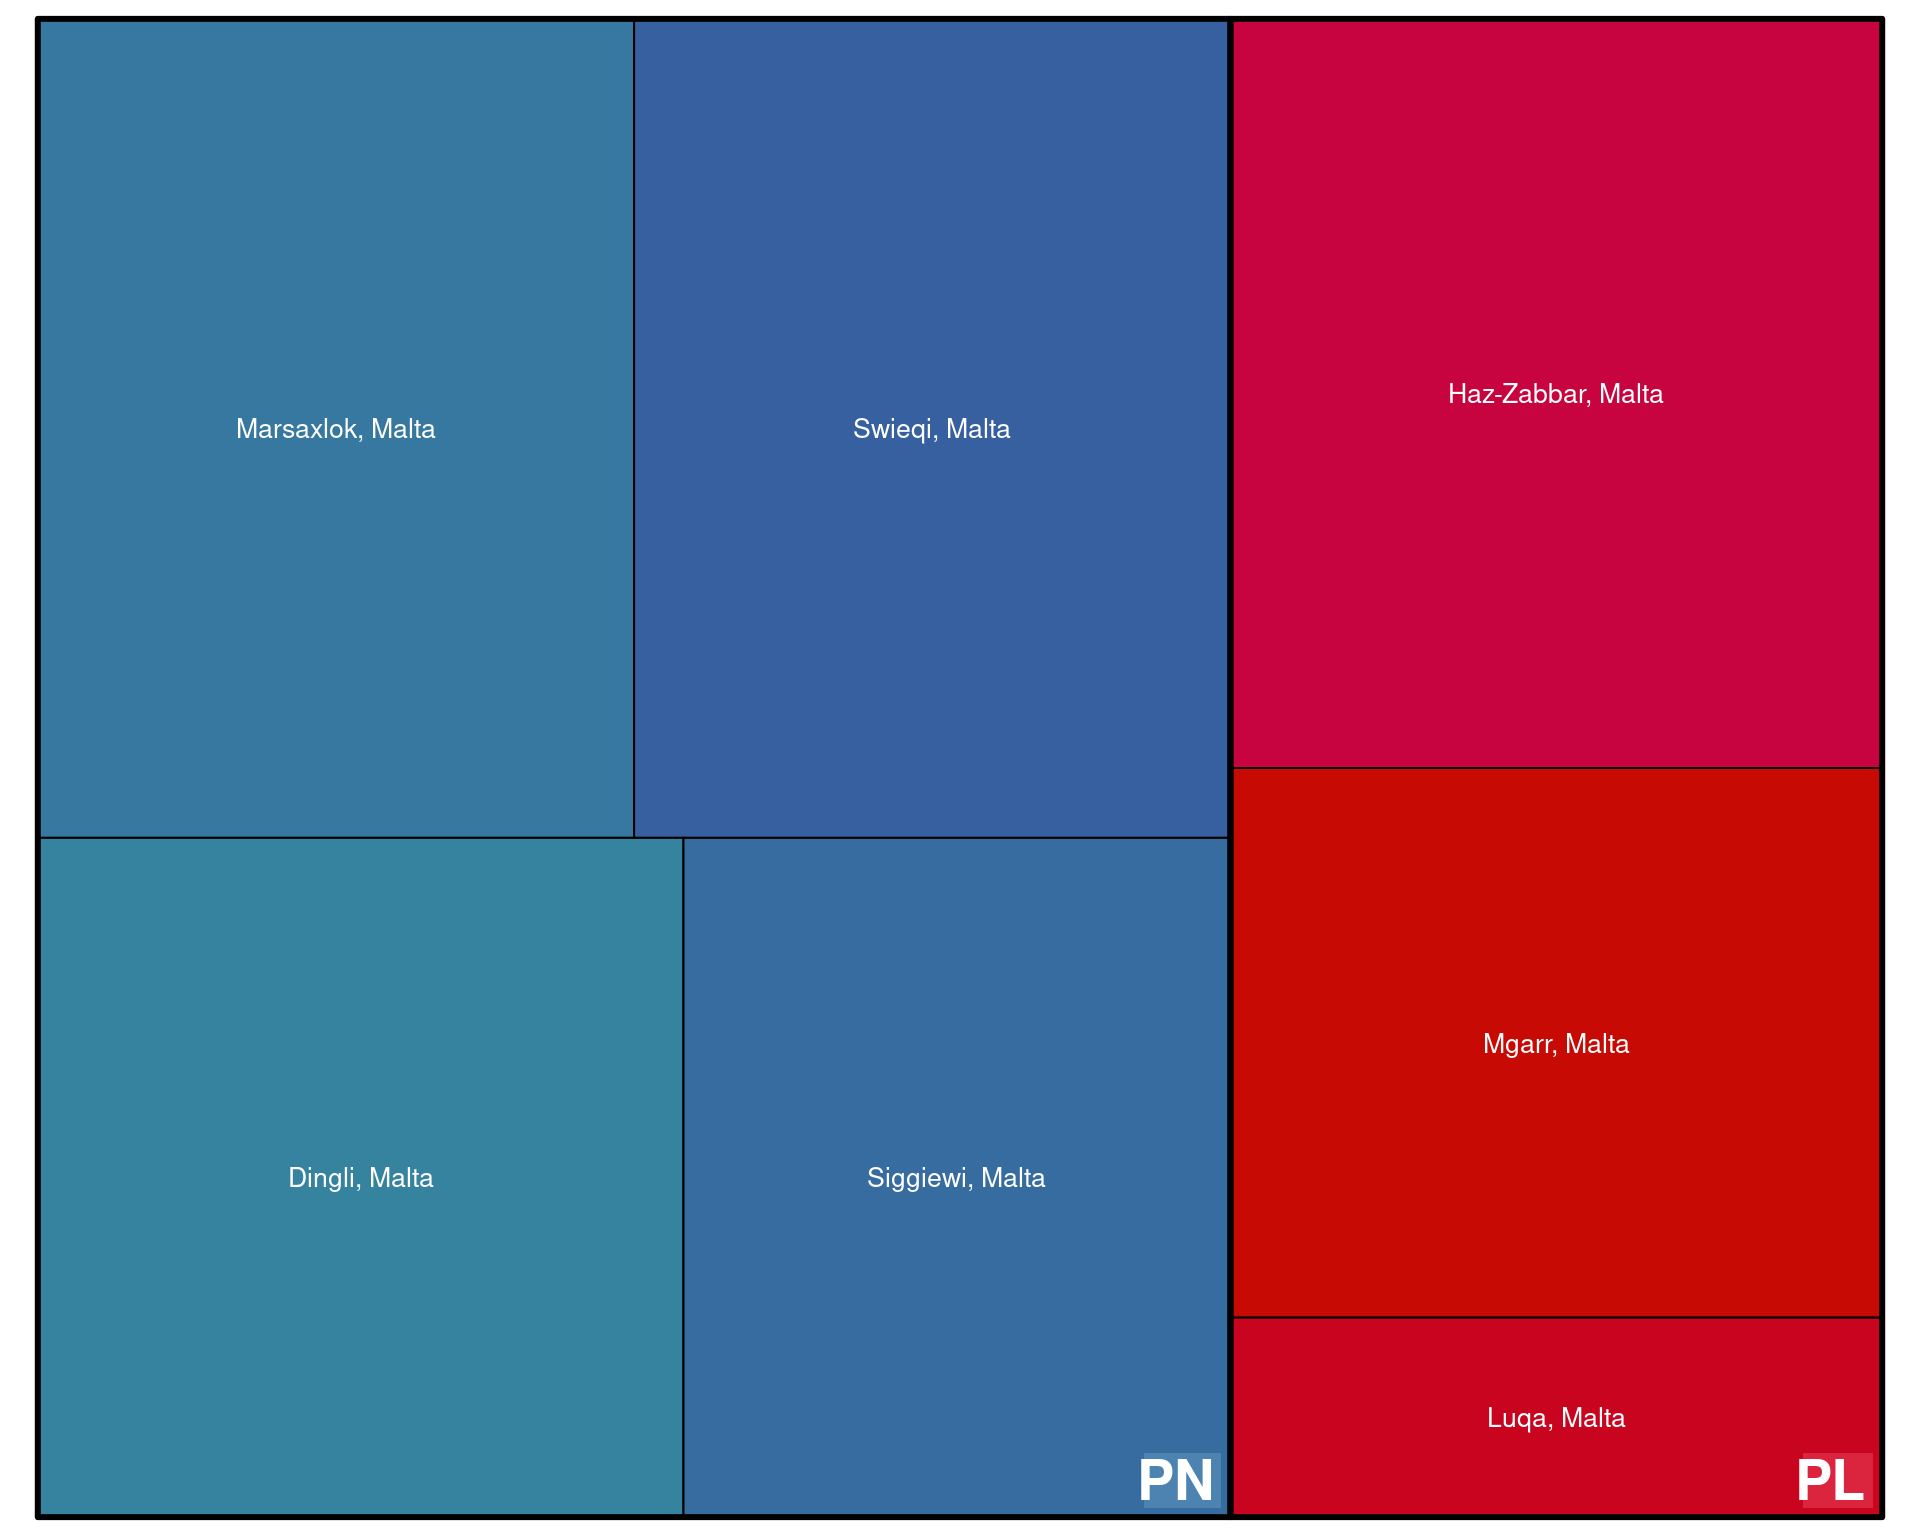 Marsaxlok, Malta
Swieqi, Malta
Haz-Zabbar, Malta
Mgarr, Malta
Dingli, Malta
Siggiewi, Malta
Luqa, Malta
PN
PL